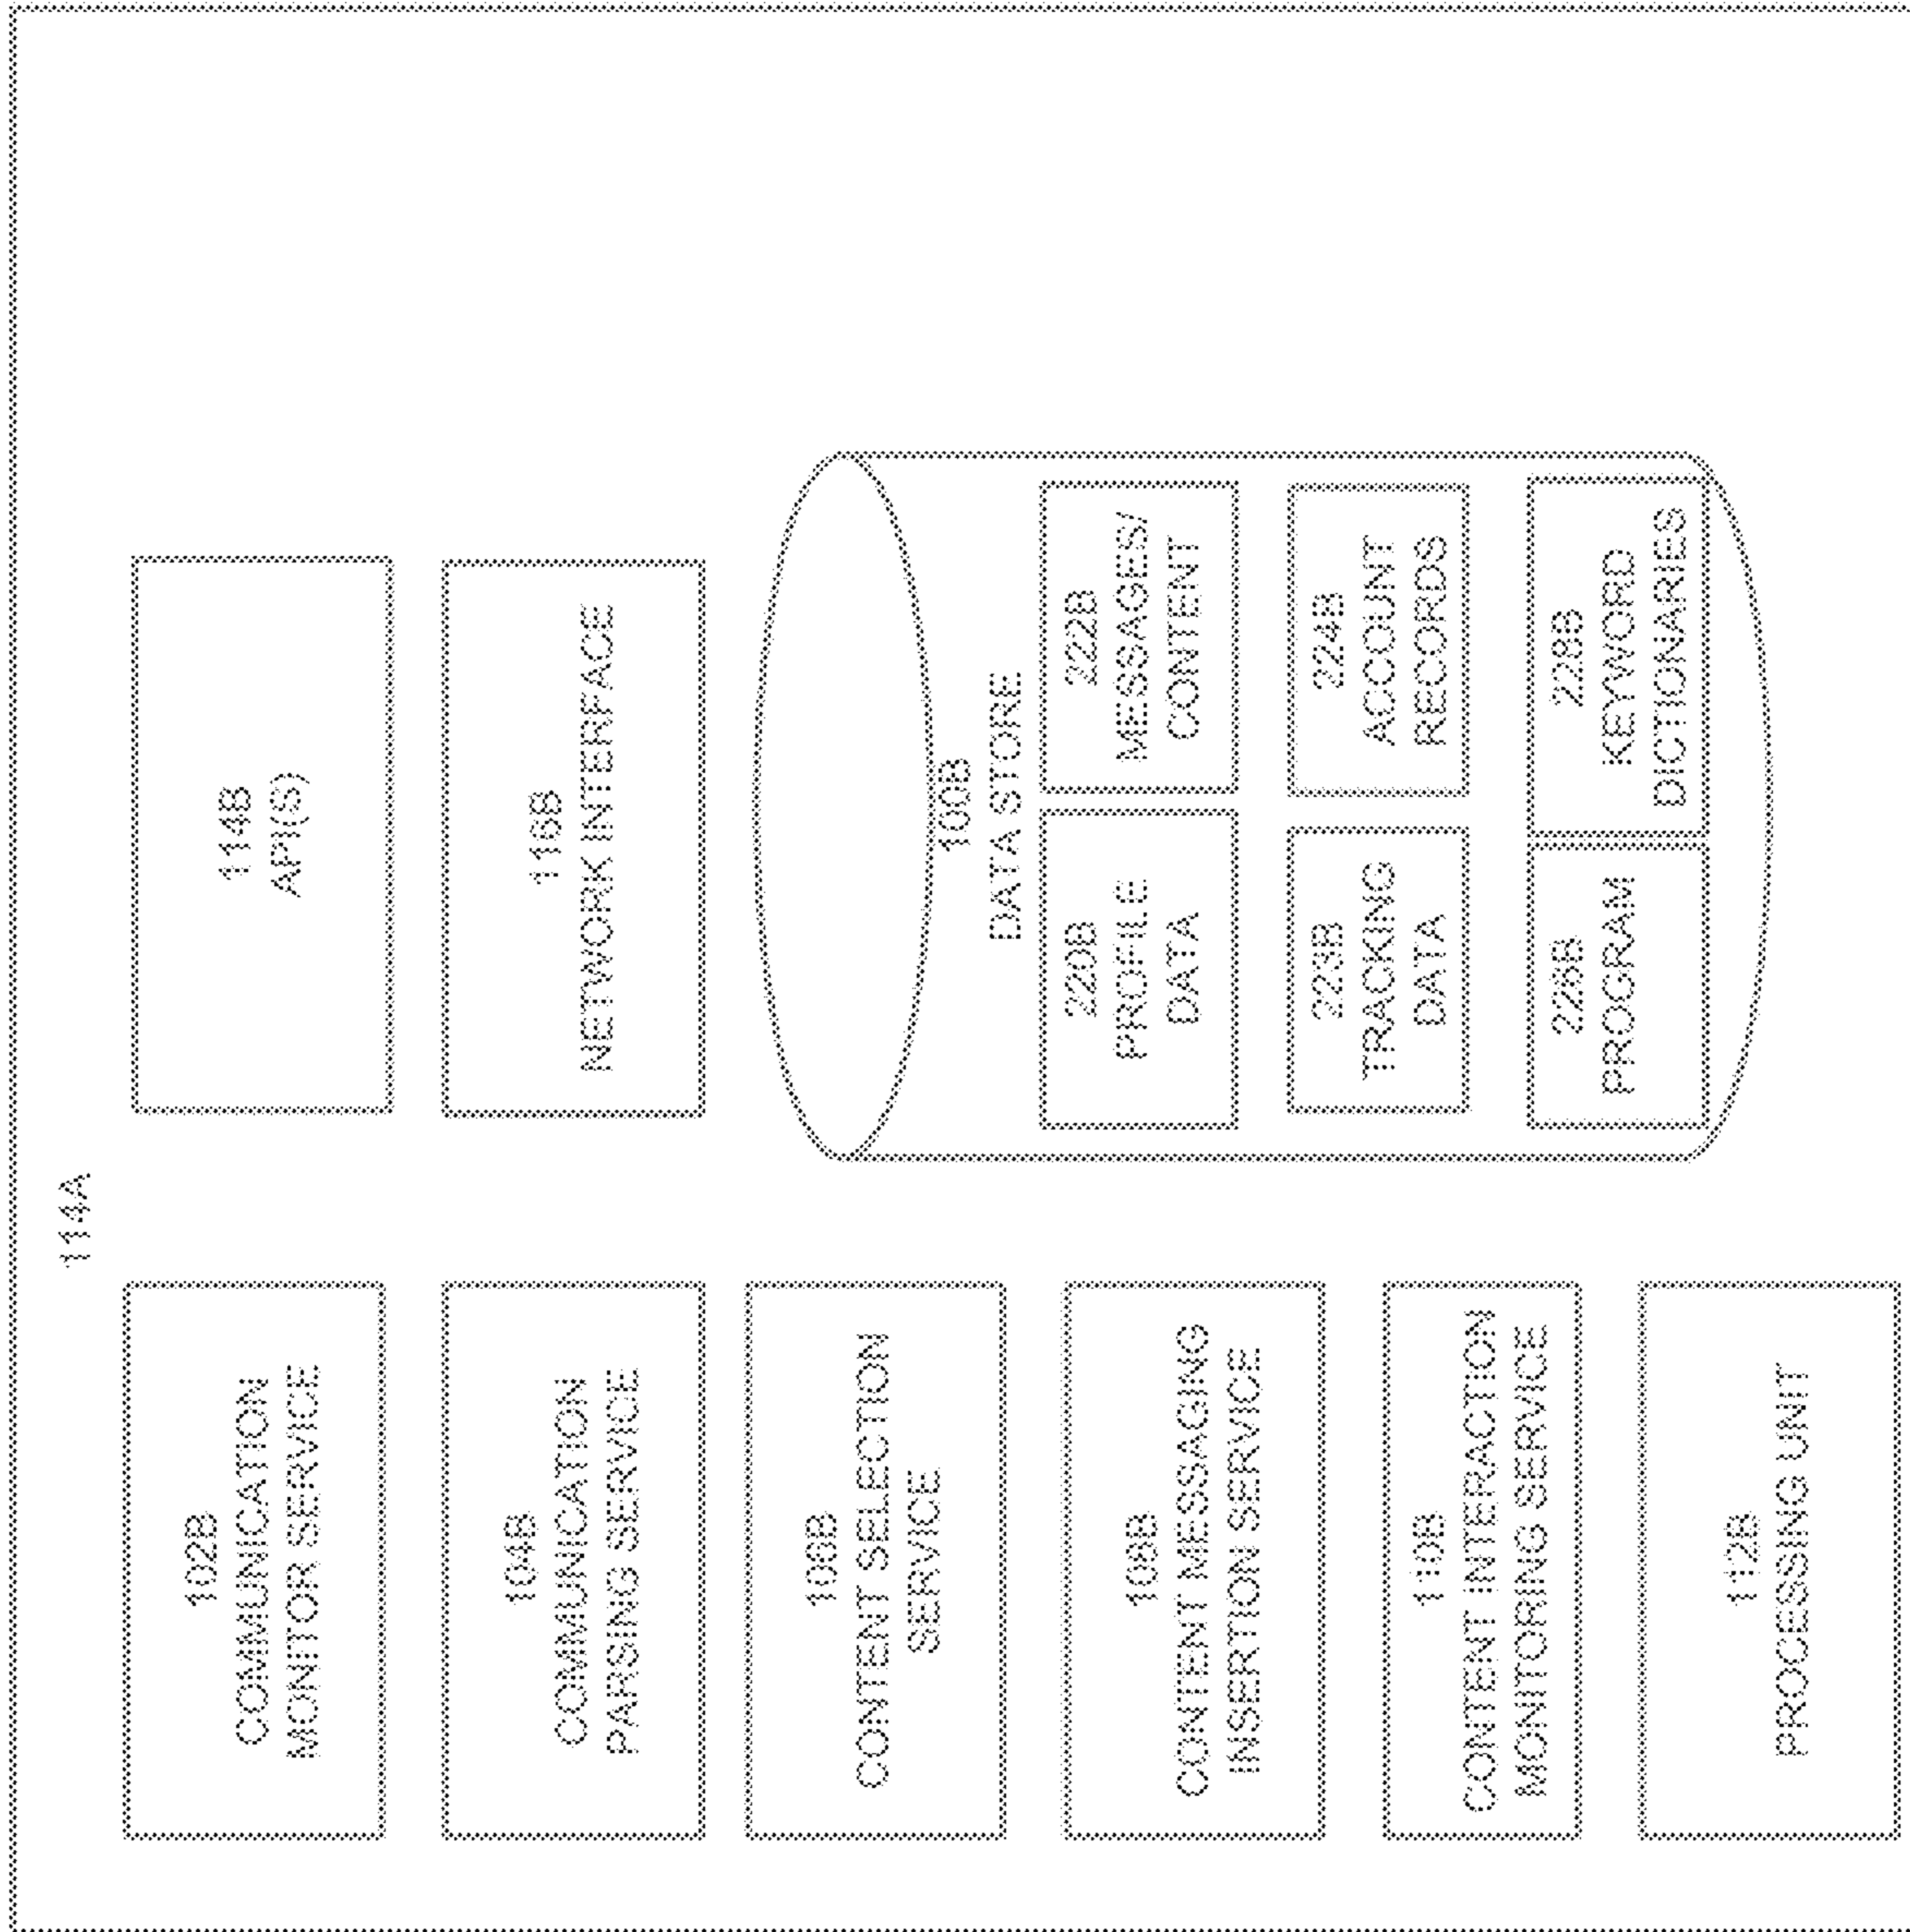 114A
102B
COMMUNICATION
MONITOR SERVICE
104B
COMMUNICATION
PARSING SERVICE
106B
CONTENT SELECTION
SERVICE
108B
CONTENT MESSAGING
INSERTION SERVICE
110B
CONTENT INTERACTION
MONITORING SERVICE
112B
PROCESSING UNIT
114B
API(S)
116B
NETWORK INTERFACE
100B
DATA STORE
220B
PROFILE
DATA
222B
MESSAGES/
CONTENT
223B
TRACKING
DATA
224B
ACCOUNT
RECORDS
226B
PROGRAM
228B
KEYWORD
DICTIONARIES